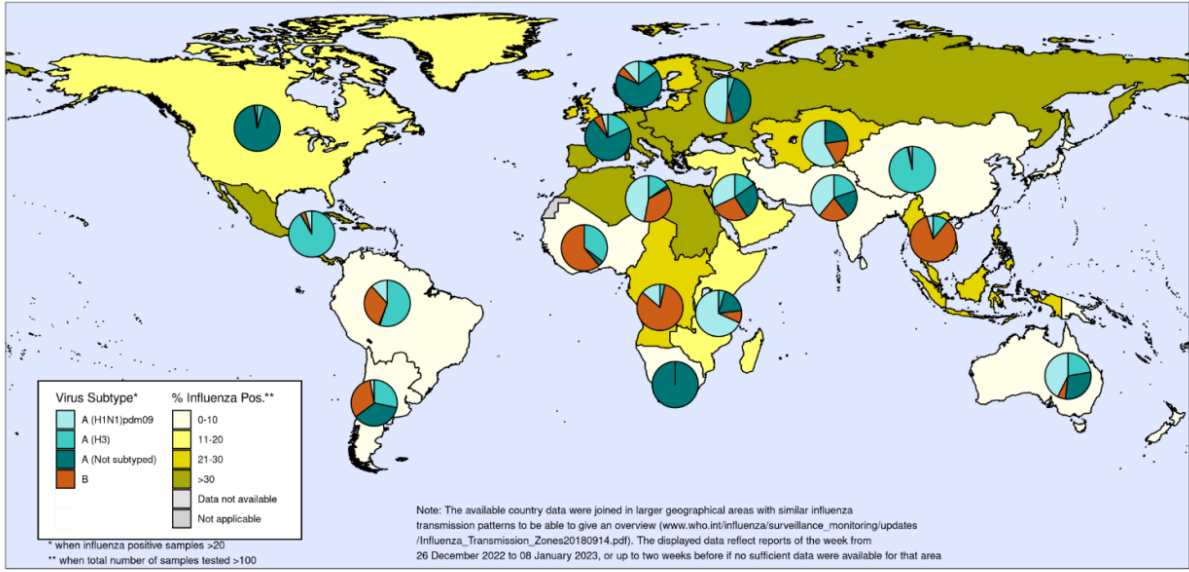 Virus Subtype*
A (H1N1)pdm09
A (H3)
A (Not subtyped)
B
% Influenza Pos.**
0-10
11-20
21-30
>30
Data not available
Not applicable
* when influenza positive samples >20
** when total number of samples tested >100
Note: The available country data were joined in larger geographical areas with similar influenza
transmission patterns to be able to give an overview (www.who.int/influenza/surveillance_monitoring/updates
/Influenza_Transmission_Zones20180914.pdf). The displayed data reflect reports of the week from
26 December 2022 to 08 January 2023, or up to two weeks before if no sufficient data were available for that area